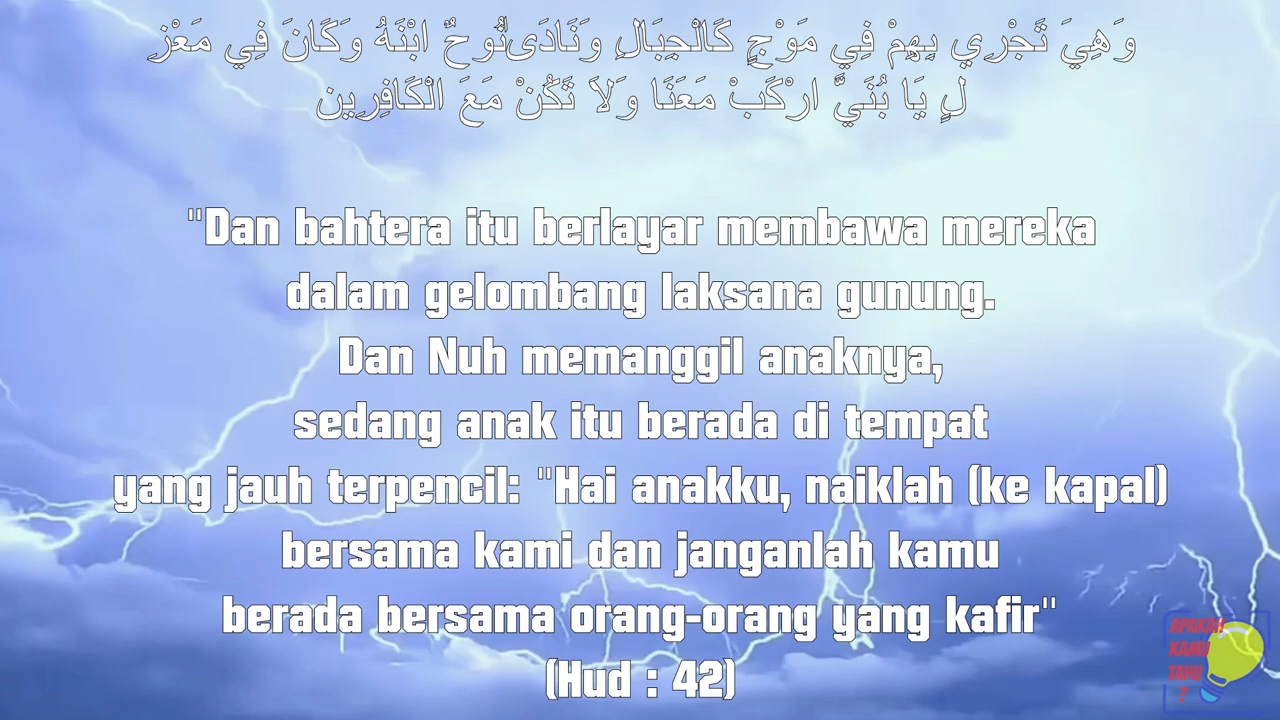 وَهِيَ تَجْرِي بِهِمْ فِي مَوْجٍ كَالْجِبَالِ وَنَادَىنُوحٌ ابْنَهُ وَكَانَ فِي مَعْزِ
لٍ يَا بُنَيَّ ارْكَبْ مَعَنَا وَلَا تَكُنْ مَعَ الْكَافِرِين
"Dan bahtera itu berlayar membawa mereka
dalam gelombang laksana gunung.
Dan Nuh memanggil anaknya,
sedang anak itu berada di tempat
yang jauh terpencil: "Hai anakku, naiklah (ke kapal)
bersama kami dan janganlah kamu
berada bersama orang-orang yang kafir"
(Hud : 42)
APAKAH
KAMU
TAHU
?